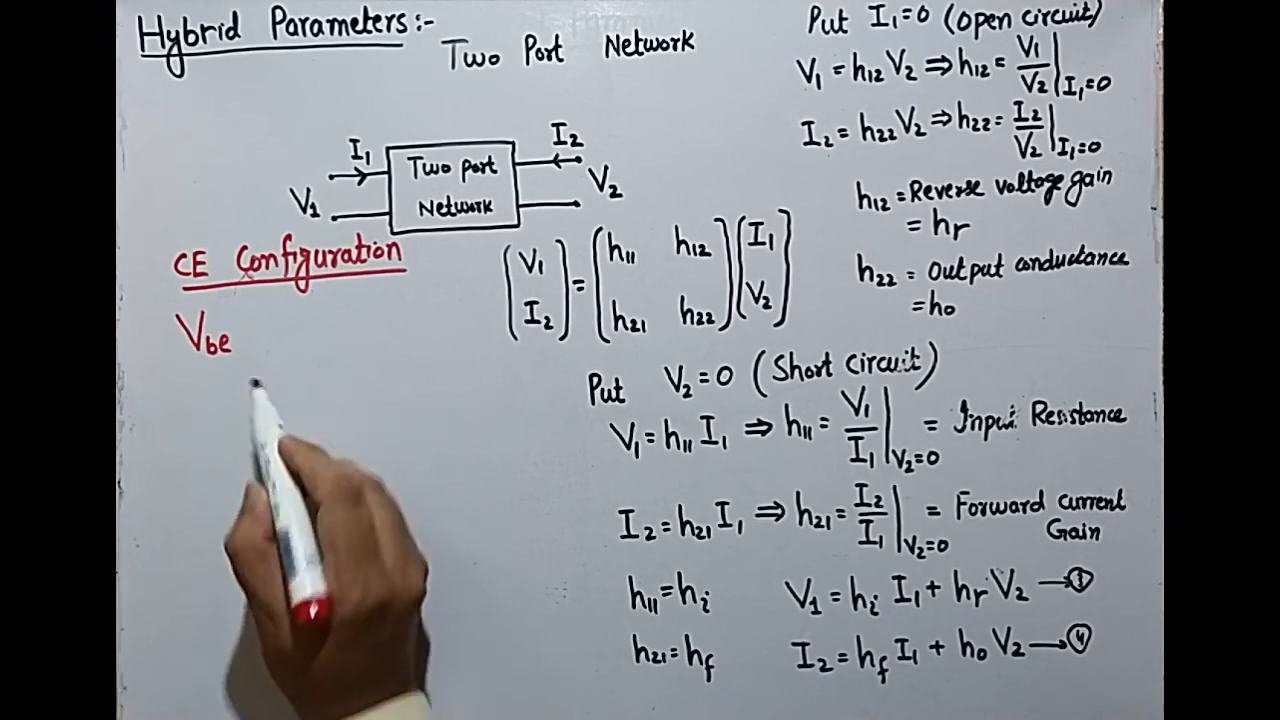 Hybrid Parameters:-
Two Port Network
I₁
I₂
V₁
Two port
Network
V₂
CE Configuration
Vbe
(V₁ I₂) = (h₁₁ h₁₂ h₂₁ h₂₂) (I₁ V₂)
Put I₁=0 (open circuit)
V₁ = h₁₂ V₂ ⇒ h₁₂ = V₁/V₂ | I₁=0
I₂ = h₂₂ V₂ ⇒ h₂₂ = I₂/V₂ | I₁=0
h₁₂ = Reverse voltage gain
= hr
h₂₂ = Output conductance
= ho
Put V₂ = 0 (Short circuit)
V₁ = h₁₁ I₁ ⇒ h₁₁ = V₁/I₁ | V₂=0 = Input Resistance
I₂ = h₂₁ I₁ ⇒ h₂₁ = I₂/I₁ | V₂=0 = Forward current
Gain
h₁₁ = hi V₁ = hi I₁ + hr V₂ →
h₂₁ = hf I₂ = hf I₁ + ho V₂ → ④